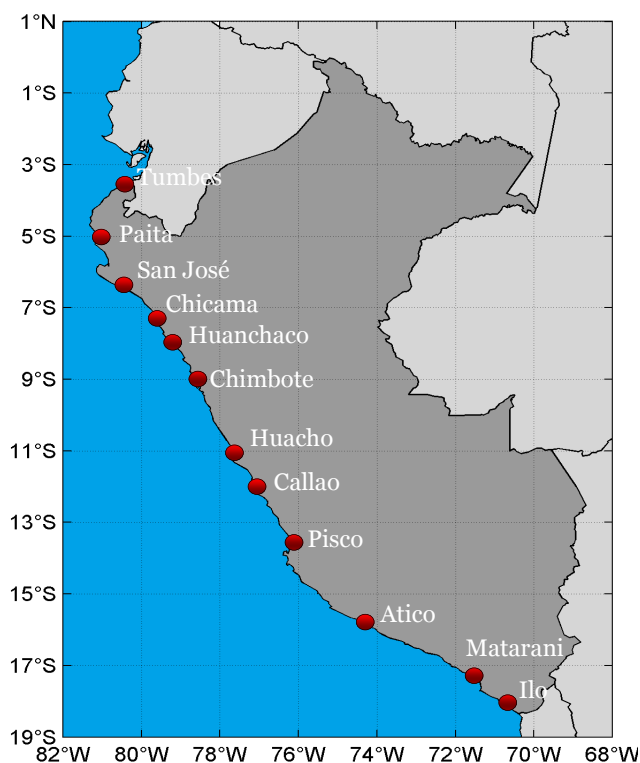 1°N
1°S
3°S
Tumbes
5°S
Paita
San José
7°S
Chicama
Huanchaco
9°S
Chimbote
11°S
Huacho
Callao
13°S
Pisco
15°S
Atico
Matarani
17°S
Ilo
19°S
82°W 80°W 78°W 76°W 74°W 72°W 70°W 68°W